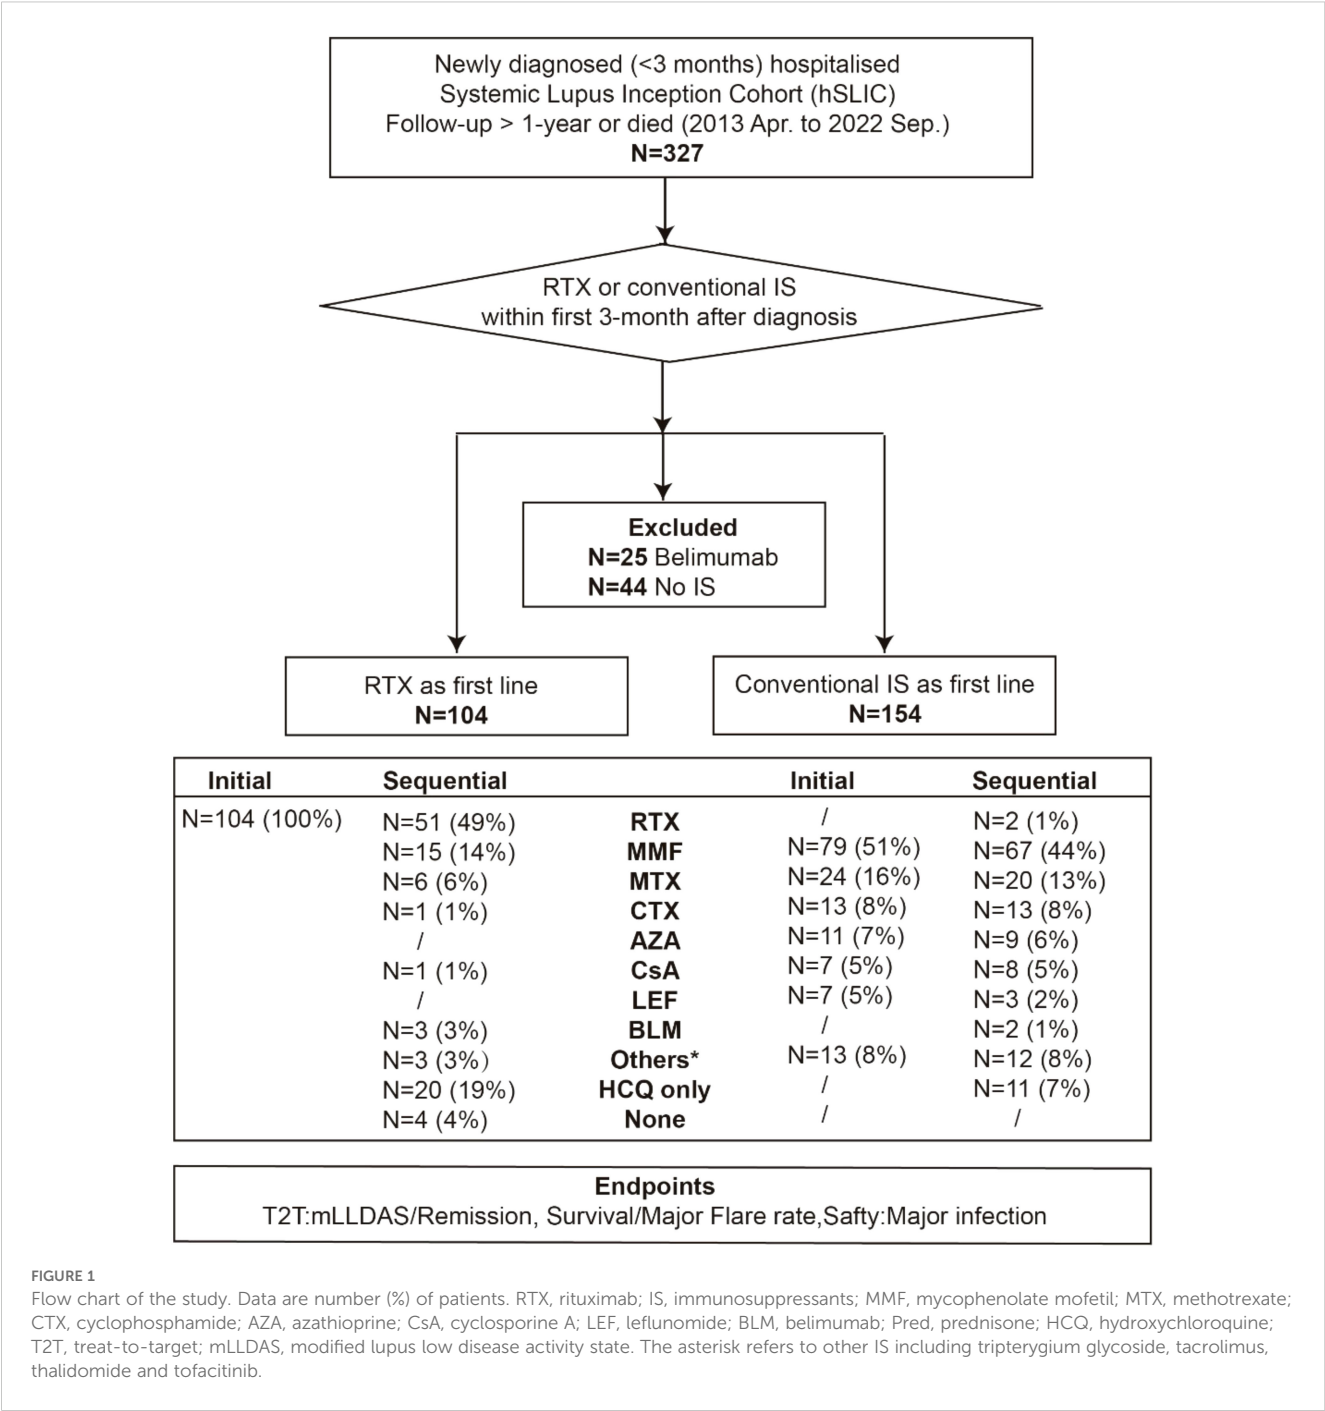 Newly diagnosed (<3 months) hospitalised
Systemic Lupus Inception Cohort (hSLIC)
Follow-up > 1-year or died (2013 Apr. to 2022 Sep.)
N=327
RTX or conventional IS
within first 3-month after diagnosis
Excluded
N=25 Belimumab
N=44 No IS
RTX as first line
N=104
Conventional IS as first line
N=154
Initial Sequential Initial Sequential
N=104 (100%) N=51 (49%) RTX / N=2 (1%)
N=15 (14%) MMF N=79 (51%) N=67 (44%)
N=6 (6%) MTX N=24 (16%) N=20 (13%)
N=1 (1%) CTX N=13 (8%) N=13 (8%)
/ AZA N=11 (7%) N=9 (6%)
N=1 (1%) CsA N=7 (5%) N=8 (5%)
/ LEF N=7 (5%) N=3 (2%)
N=3 (3%) BLM / N=2 (1%)
N=3 (3%) Others* N=13 (8%) N=12 (8%)
N=20 (19%) HCQ only / N=11 (7%)
N=4 (4%) None / /
Endpoints
T2T:mLLDAS/Remission, Survival/Major Flare rate,Safty:Major infection
FIGURE 1
Flow chart of the study. Data are number (%) of patients. RTX, rituximab; IS, immunosuppressants; MMF, mycophenolate mofetil; MTX, methotrexate;
CTX, cyclophosphamide; AZA, azathioprine; CsA, cyclosporine A; LEF, leflunomide; BLM, belimumab; Pred, prednisone; HCQ, hydroxychloroquine;
T2T, treat-to-target; mLLDAS, modified lupus low disease activity state. The asterisk refers to other IS including tripterygium glycoside, tacrolimus,
thalidomide and tofacitinib.